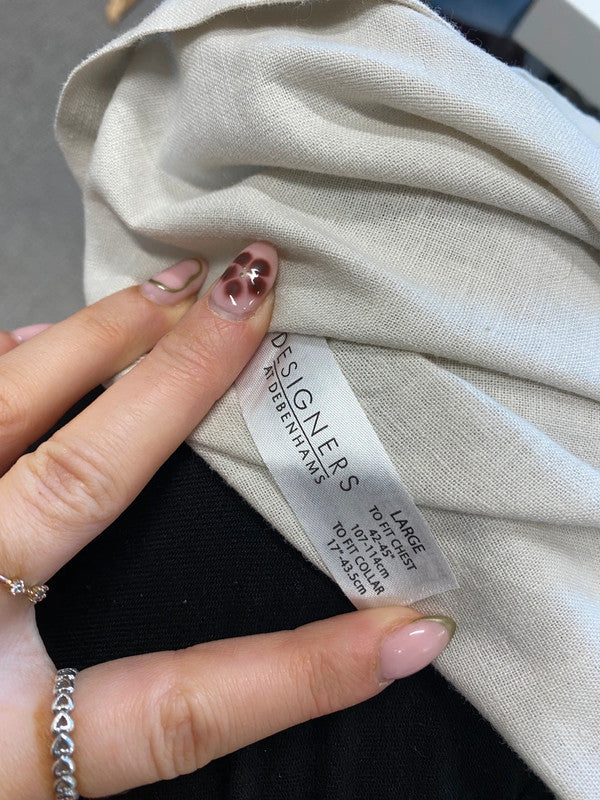 DESIGNERS
AT DEBENHAMS
LARGE
TO FIT CHEST
42-45"
107-114cm
TO FIT COLLAR
17"-43.5cm